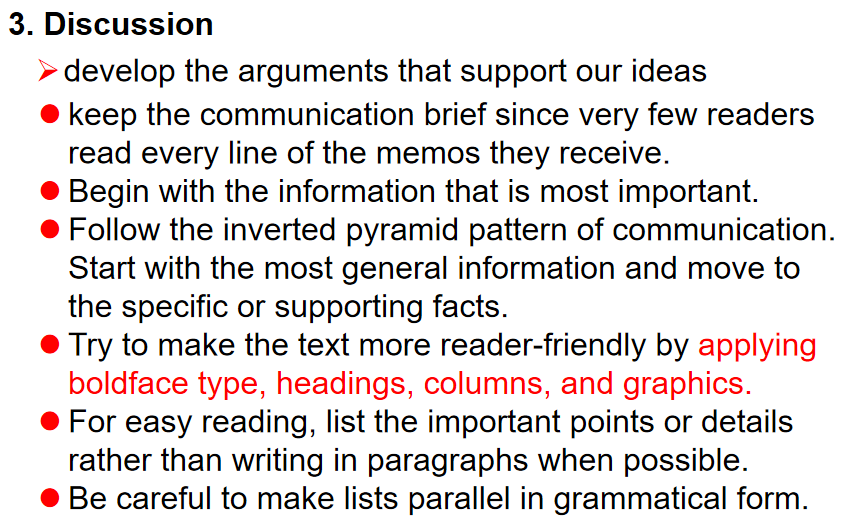 3. Discussion
➢develop the arguments that support our ideas
● keep the communication brief since very few readers
read every line of the memos they receive.
● Begin with the information that is most important.
● Follow the inverted pyramid pattern of communication.
Start with the most general information and move to
the specific or supporting facts.
● Try to make the text more reader-friendly by applying
boldface type, headings, columns, and graphics.
● For easy reading, list the important points or details
rather than writing in paragraphs when possible.
● Be careful to make lists parallel in grammatical form.